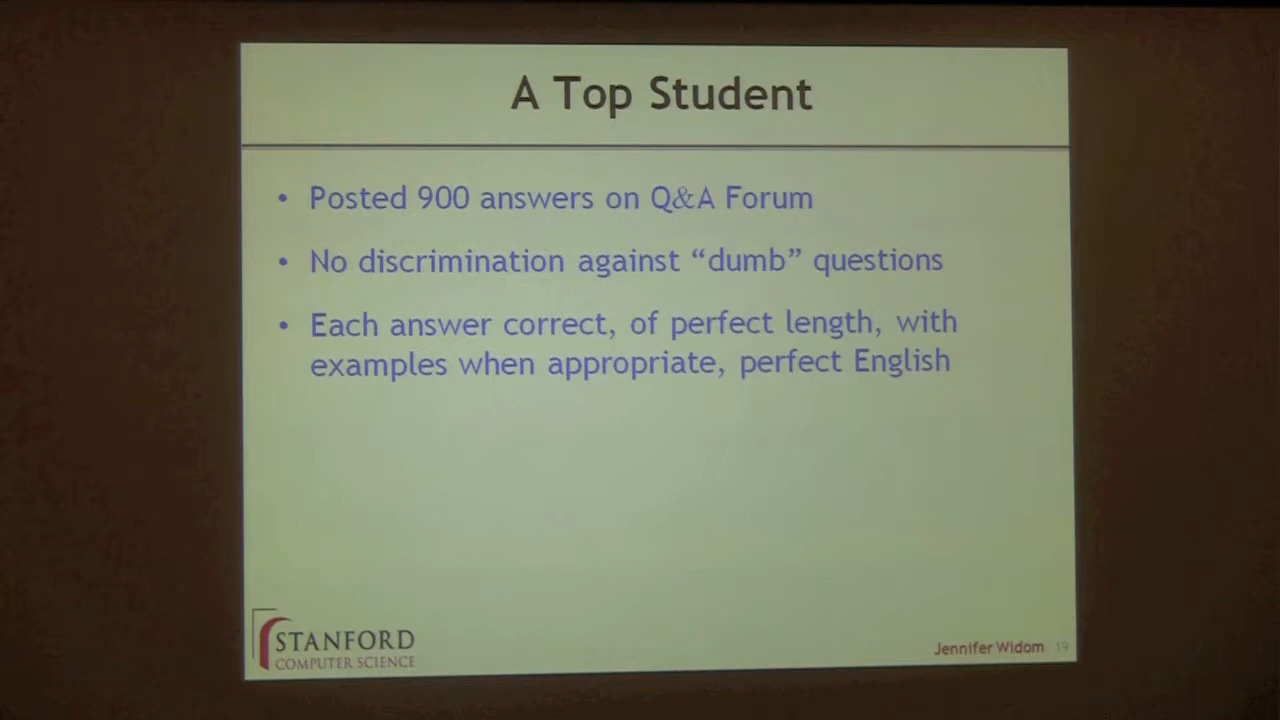 A Top Student
• Posted 900 answers on Q&A Forum
• No discrimination against “dumb” questions
• Each answer correct, of perfect length, with
examples when appropriate, perfect English
STANFORD
COMPUTER SCIENCE
Jennifer Widom 19